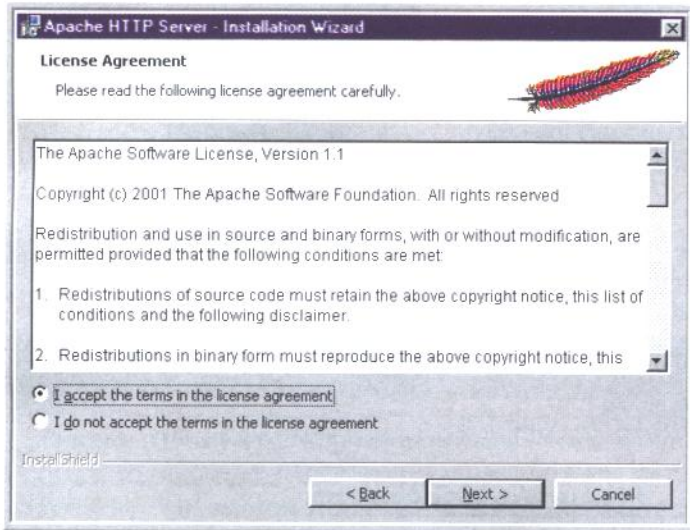 Apache HTTP Server - Installation Wizard
License Agreement
Please read the following license agreement carefully.
The Apache Software License, Version 1.1
Copyright (c) 2001 The Apache Software Foundation. All rights reserved
Redistribution and use in source and binary forms, with or without modification, are
permitted provided that the following conditions are met:
1. Redistributions of source code must retain the above copyright notice, this list of
conditions and the following disclaimer.
2. Redistributions in binary form must reproduce the above copyright notice, this
I accept the terms in the license agreement
I do not accept the terms in the license agreement
InstallShield
< Back
Next >
Cancel